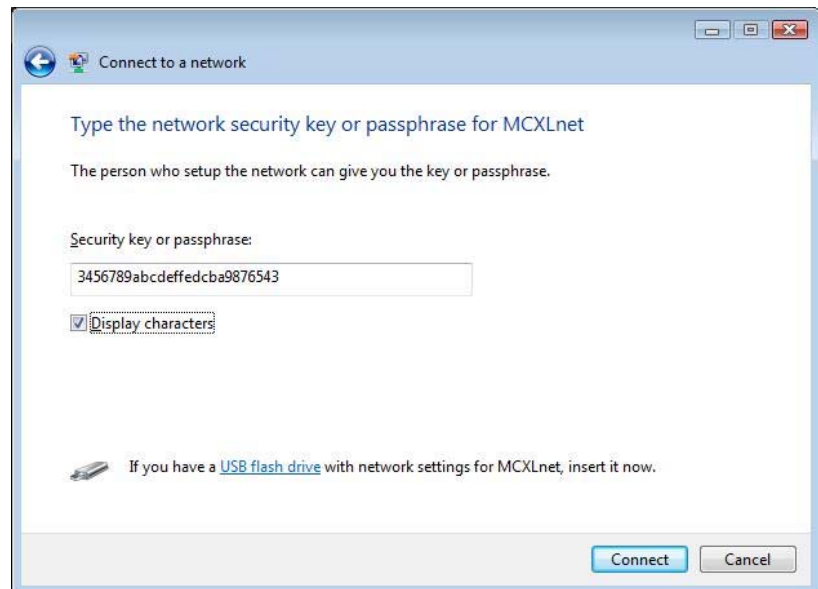 Connect to a network
Type the network security key or passphrase for MCXLnet
The person who setup the network can give you the key or passphrase.
Security key or passphrase:
3456789abcdeffedcba9876543
Display characters
If you have a USB flash drive with network settings for MCXLnet, insert it now.
Connect Cancel